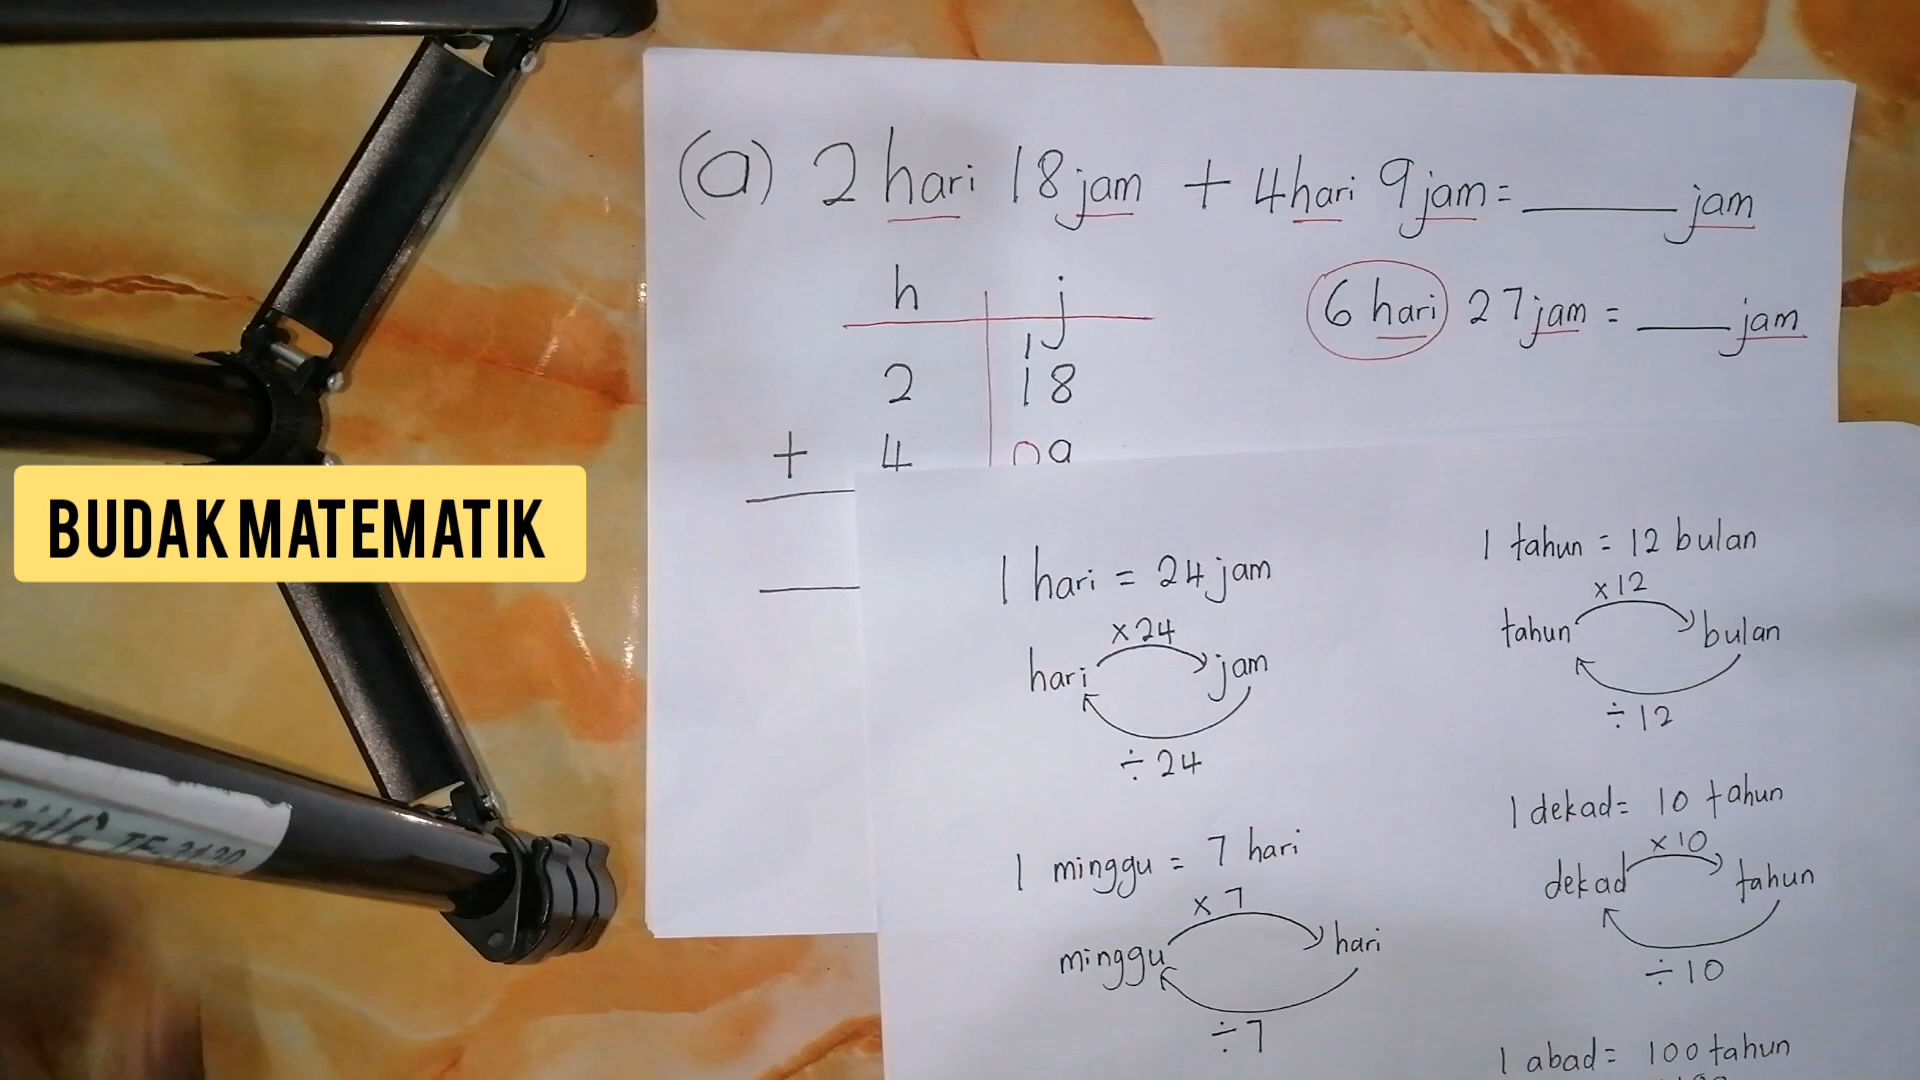 (a) 2 hari 18 jam + 4 hari 9 jam = ____ jam
6 hari 27 jam = ___ jam
h j
1
2 18
+ 4 09
BUDAK MATEMATIK
1 hari = 24 jam
×24
hari jam
÷24
1 minggu = 7 hari
×7
minggu hari
÷7
1 tahun = 12 bulan
×12
tahun bulan
÷12
1 dekad = 10 tahun
×10
dekad tahun
÷10
1 abad = 100 tahun